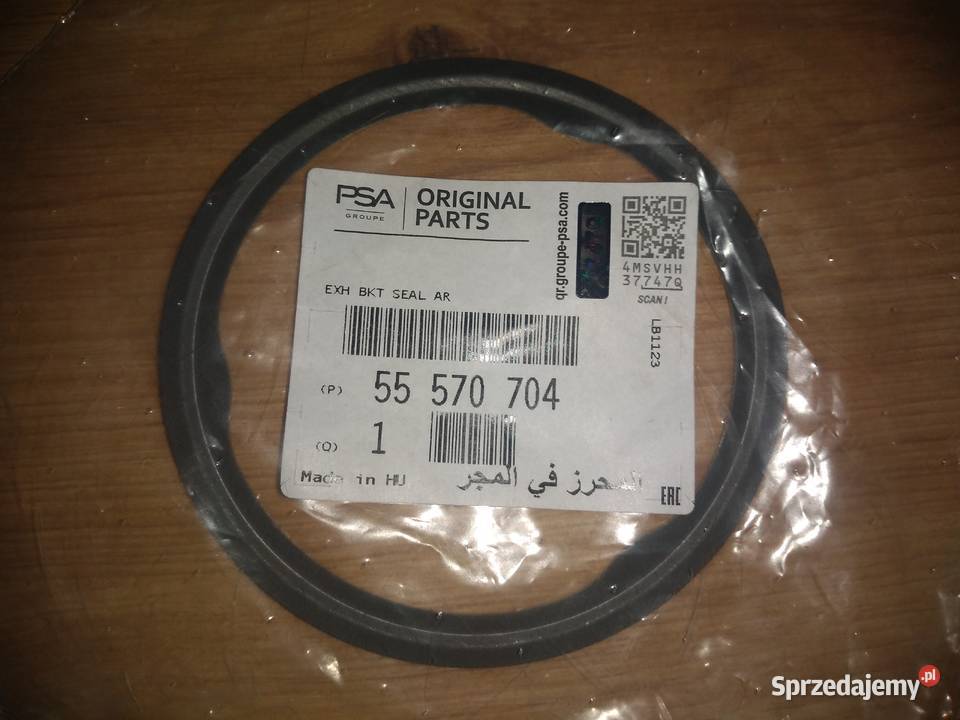 PSA
GROUPE
ORIGINAL
PARTS
qr.groupe-psa.com
4MSVHH
37747Q
SCAN!
EXH BKT SEAL AR
LB1123
(P) 55 570 704
(Q) 1
Made in HU
في المجر
EAC
Sprzedajemy.pl